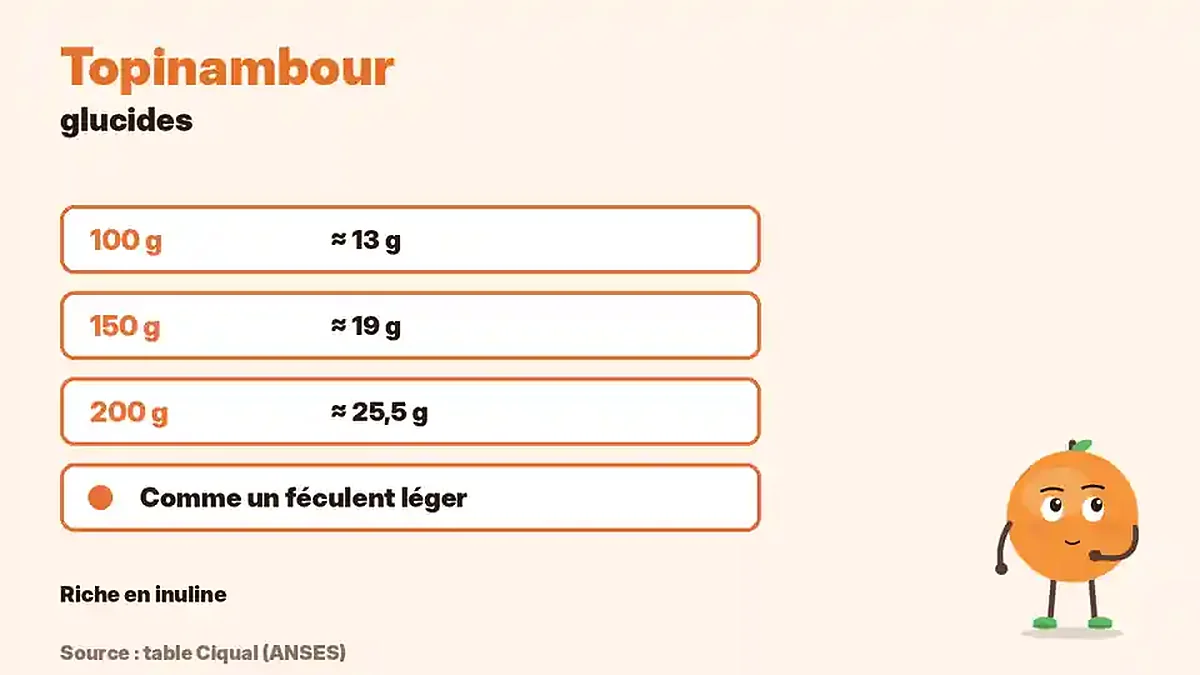 Topinambour
glucides
100 g ≈ 13 g
150 g ≈ 19 g
200 g ≈ 25,5 g
Comme un féculent léger
Riche en inuline
Source : table Ciqual (ANSES)